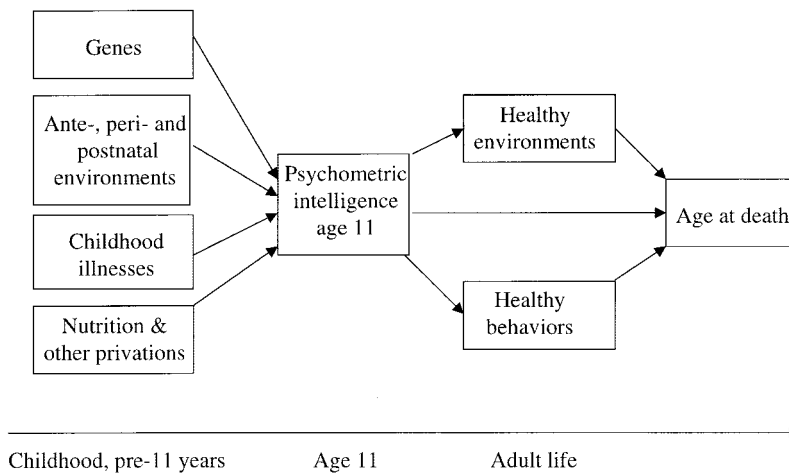 Genes
Ante-, peri- and
postnatal
environments
Childhood
illnesses
Nutrition &
other privations
Psychometric
intelligence
age 11
Healthy
environments
Healthy
behaviors
Age at death
Childhood, pre-11 years
Age 11
Adult life